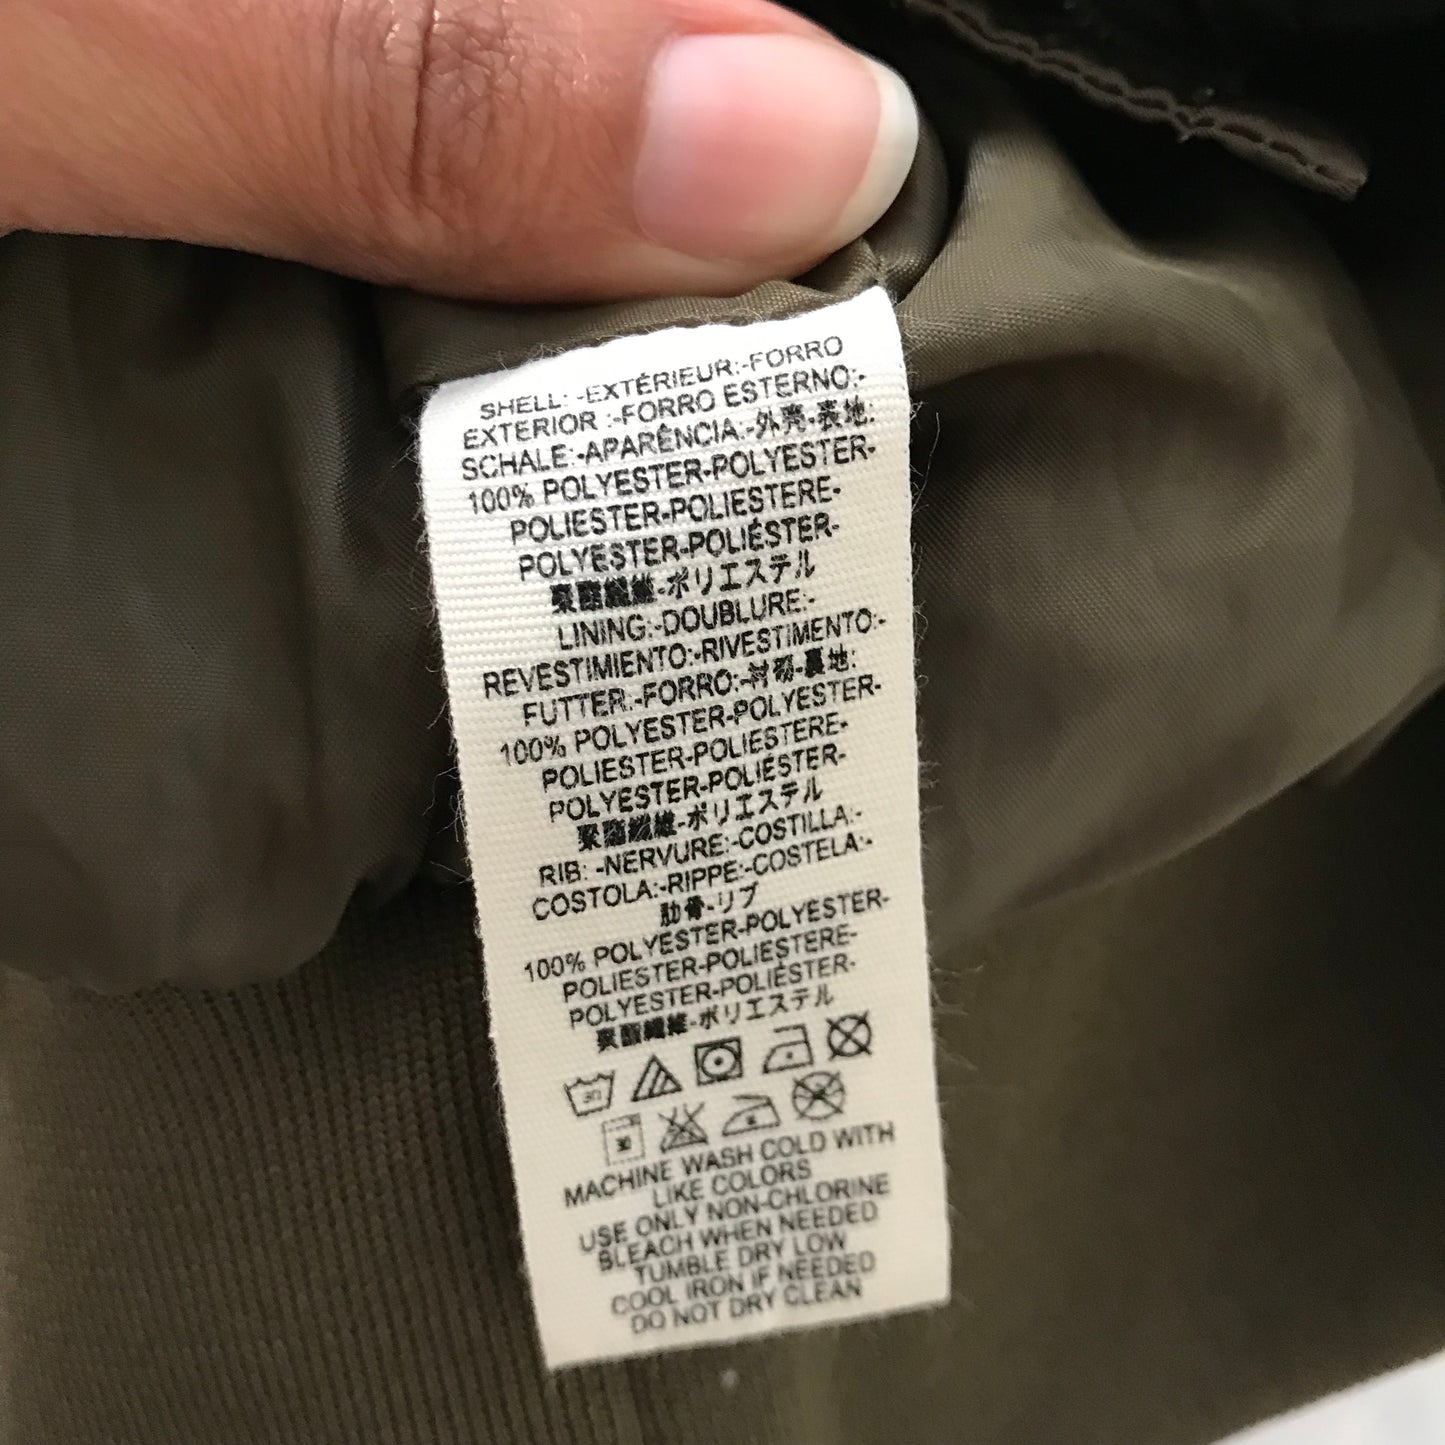 SHELL: -EXTÉRIEUR:-FORRO
EXTERIOR :-FORRO ESTERNO:-
SCHALE:-APARÊNCIA:-外壳-表地:
100% POLYESTER-POLYESTER-
POLIESTER-POLIESTERE-
POLYESTER-POLIÉSTER-
聚酯纖維-ポリエステル
LINING:-DOUBLURE:-
REVESTIMIENTO:-RIVESTIMENTO:-
FUTTER:-FORRO:-衬裡-裏地:
100% POLYESTER-POLYESTER-
POLIESTER-POLIESTERE-
POLYESTER-POLIÉSTER-
聚酯纖維-ポリエステル
RIB: -NERVURE:-COSTILLA:-
COSTOLA:-RIPPE:-COSTELA:-
肋骨-リブ
100% POLYESTER-POLYESTER-
POLIESTER-POLIESTERE-
POLYESTER-POLIÉSTER-
聚酯纖維-ポリエステル
30
30
MACHINE WASH COLD WITH
LIKE COLORS
USE ONLY NON-CHLORINE
BLEACH WHEN NEEDED
TUMBLE DRY LOW
COOL IRON IF NEEDED
DO NOT DRY CLEAN